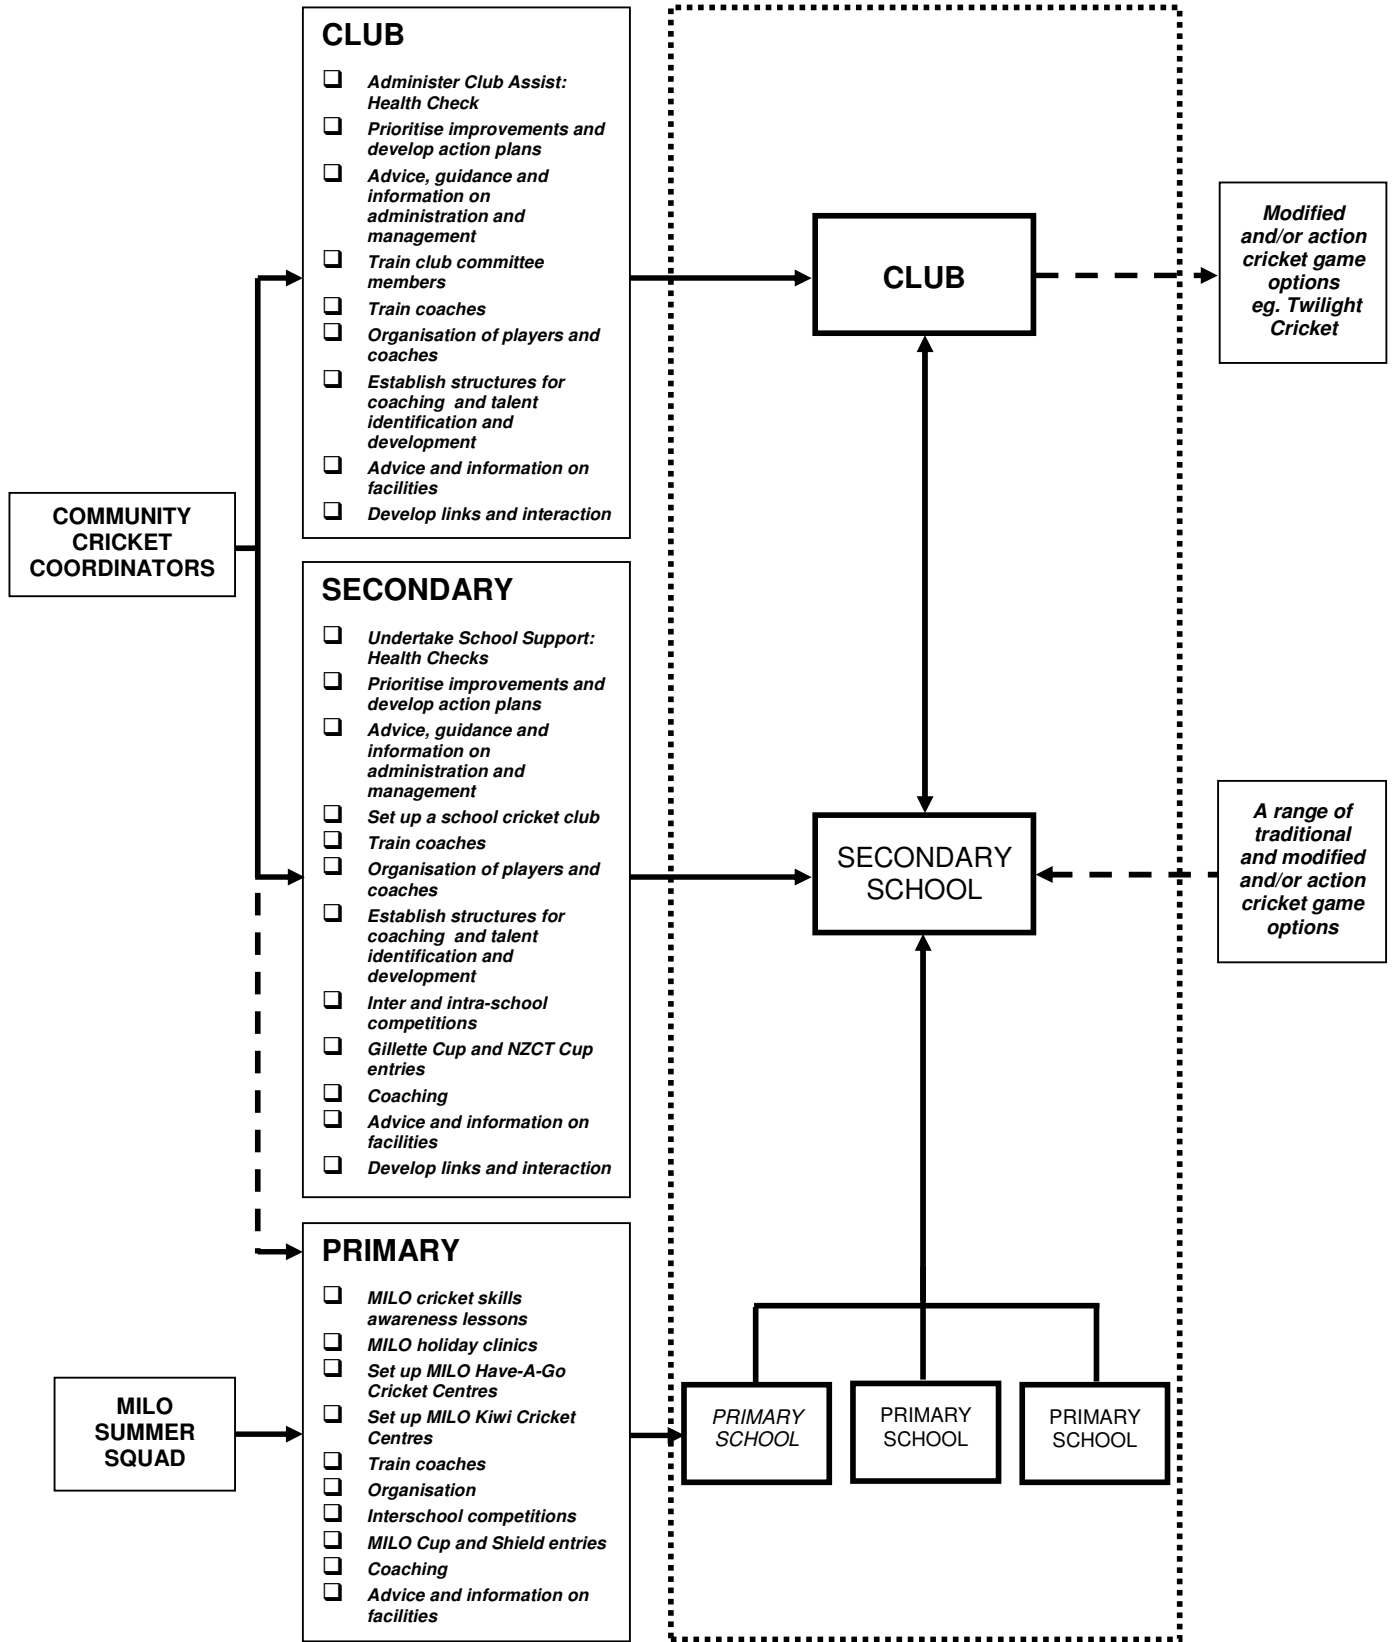 CLUB
❑ Administer Club Assist:
Health Check
❑ Prioritise improvements and
develop action plans
❑ Advice, guidance and
information on
administration and
management
❑ Train club committee
members
❑ Train coaches
❑ Organisation of players and
coaches
❑ Establish structures for
coaching and talent
identification and
development
❑ Advice and information on
facilities
❑ Develop links and interaction
COMMUNITY
CRICKET
COORDINATORS
SECONDARY
❑ Undertake School Support:
Health Checks
❑ Prioritise improvements and
develop action plans
❑ Advice, guidance and
information on
administration and
management
❑ Set up a school cricket club
❑ Train coaches
❑ Organisation of players and
coaches
❑ Establish structures for
coaching and talent
identification and
development
❑ Inter and intra-school
competitions
❑ Gillette Cup and NZCT Cup
entries
❑ Coaching
❑ Advice and information on
facilities
❑ Develop links and interaction
PRIMARY
❑ MILO cricket skills
awareness lessons
❑ MILO holiday clinics
❑ Set up MILO Have-A-Go
Cricket Centres
❑ Set up MILO Kiwi Cricket
Centres
❑ Train coaches
❑ Organisation
❑ Interschool competitions
❑ MILO Cup and Shield entries
❑ Coaching
❑ Advice and information on
facilities
MILO
SUMMER
SQUAD
CLUB
Modified
and/or action
cricket game
options
eg. Twilight
Cricket
SECONDARY
SCHOOL
A range of
traditional
and modified
and/or action
cricket game
options
PRIMARY
SCHOOL
PRIMARY
SCHOOL
PRIMARY
SCHOOL